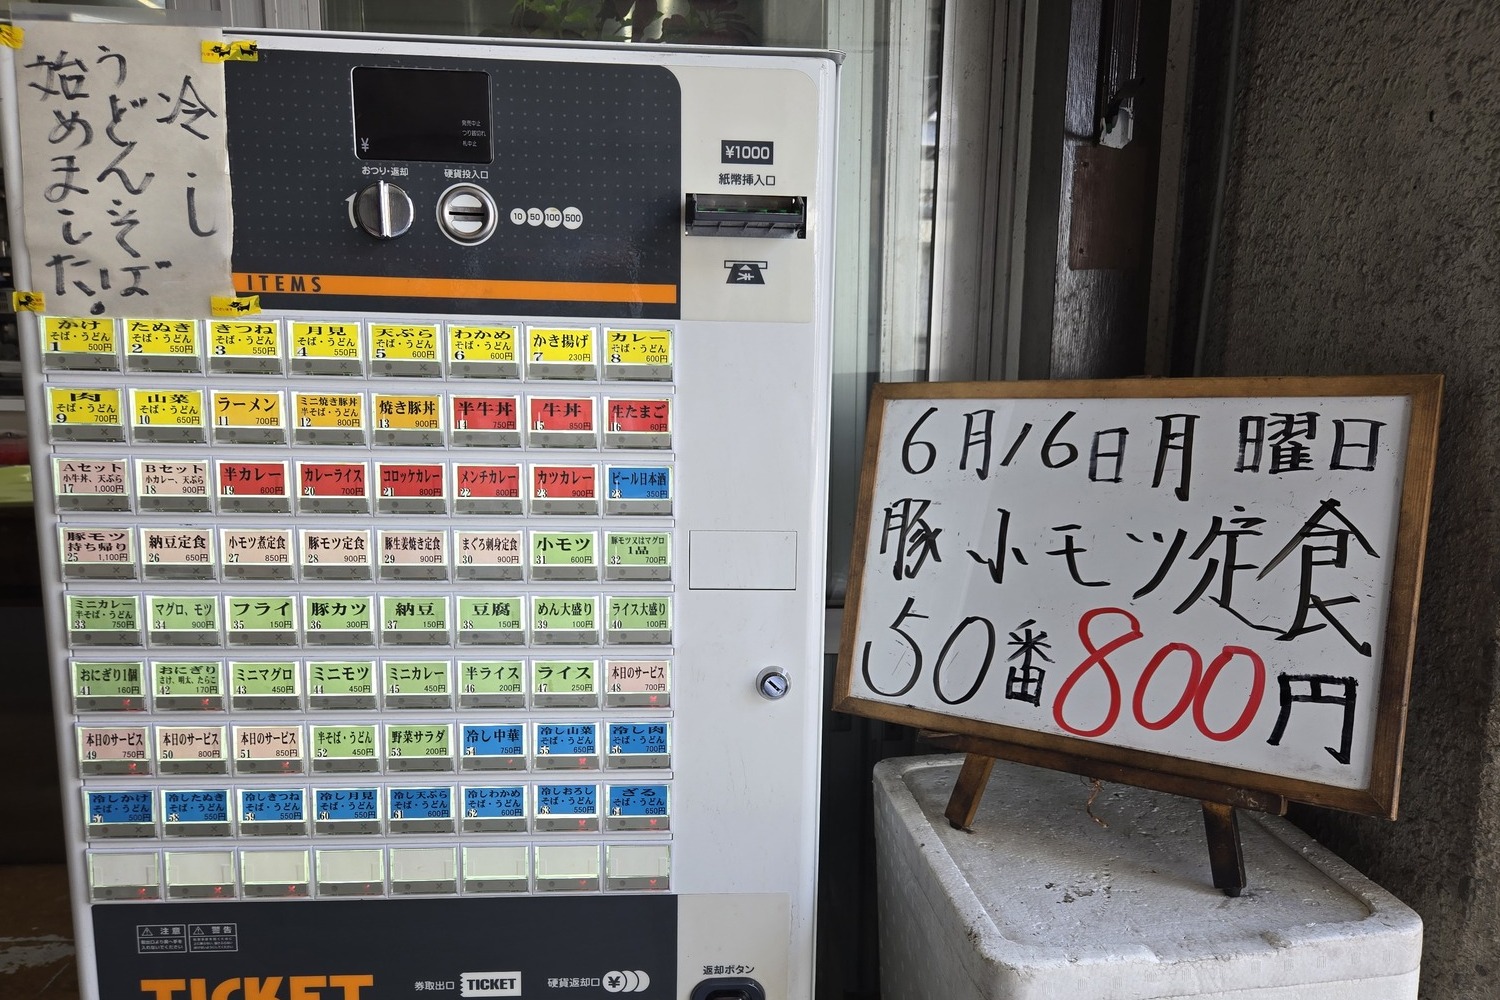 冷し
うどんそば
始めました!
発売中止
つり銭切れ
札中止
¥
おつり・返却
硬貨投入口
10 50 100 500
¥1000
紙幣挿入口
ITEMS
かけ そば・うどん 1 500円
たぬき そば・うどん 2 550円
きつね そば・うどん 3 550円
月見 そば・うどん 4 550円
天ぷら そば・うどん 5 600円
わかめ そば・うどん 6 600円
かき揚げ 7 230円
カレー そば・うどん 8 600円
肉 そば・うどん 9 700円
山菜 そば・うどん 10 650円
ラーメン 11 700円
ミニ焼き豚丼 半そば・うどん 12 800円
焼き豚丼 13 900円
半牛丼 14 750円
牛丼 15 850円
生たまご 16 60円
Aセット 小牛丼、天ぷら 17 1,000円
Bセット 小カレー、天ぷら 18 900円
半カレー 19 600円
カレーライス 20 700円
コロッケカレー 21 800円
メンチカレー 22 800円
カツカレー 23 900円
ビール日本酒 23 350円
豚モツ 持ち帰り 25 1,100円
納豆定食 26 650円
小モツ煮定食 27 850円
豚モツ定食 28 900円
豚生姜焼き定食 29 900円
まぐろ刺身定食 30 900円
小モツ 31 600円
豚モツ又はマグロ 1品 32 700円
ミニカレー 半そば・うどん 33 750円
マグロ、モツ 34 900円
フライ 35 150円
豚カツ 36 300円
納豆 37 150円
豆腐 38 150円
めん大盛り 39 100円
ライス大盛り 40 100円
おにぎり1個 41 160円
おにぎり さけ、明太、たらこ 42 170円
ミニマグロ 43 450円
ミニモツ 44 450円
ミニカレー 45 450円
半ライス 46 200円
ライス 47 250円
本日のサービス 48 700円
本日のサービス 49 750円
本日のサービス 50 800円
本日のサービス 51 850円
半そば・うどん 52 450円
野菜サラダ 53 200円
冷し中華 54 750円
冷し山菜 そば・うどん 55 650円
冷し肉 そば・うどん 56 700円
冷しかけ そば・うどん 57 500円
冷したぬき そば・うどん 58 550円
冷しきつね そば・うどん 59 550円
冷し月見 そば・うどん 60 550円
冷し天ぷら そば・うどん 61 600円
冷しわかめ そば・うどん 62 600円
冷しおろし そば・うどん 63 550円
ざる そば・うどん 64 650円
注意
警告
TICKET
券取出口 TICKET
硬貨返却口 ¥
返却ボタン
6月16日月曜日
豚小モツ定食
50番800円